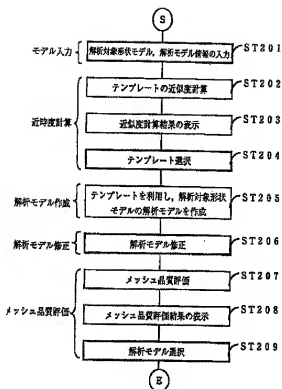 S
モデル入力
解析対象形状モデル，解析モデル情報の入力
ST201
近時度計算
テンプレートの近似度計算
ST202
近似度計算結果の表示
ST203
テンプレート選択
ST204
解析モデル作成
テンプレートを利用し，解析対象形状
モデルの解析モデルを作成
ST205
解析モデル修正
解析モデル修正
ST206
メッシュ品質評価
メッシュ品質評価
ST207
メッシュ品質評価結果の表示
ST208
解析モデル選択
ST209
E